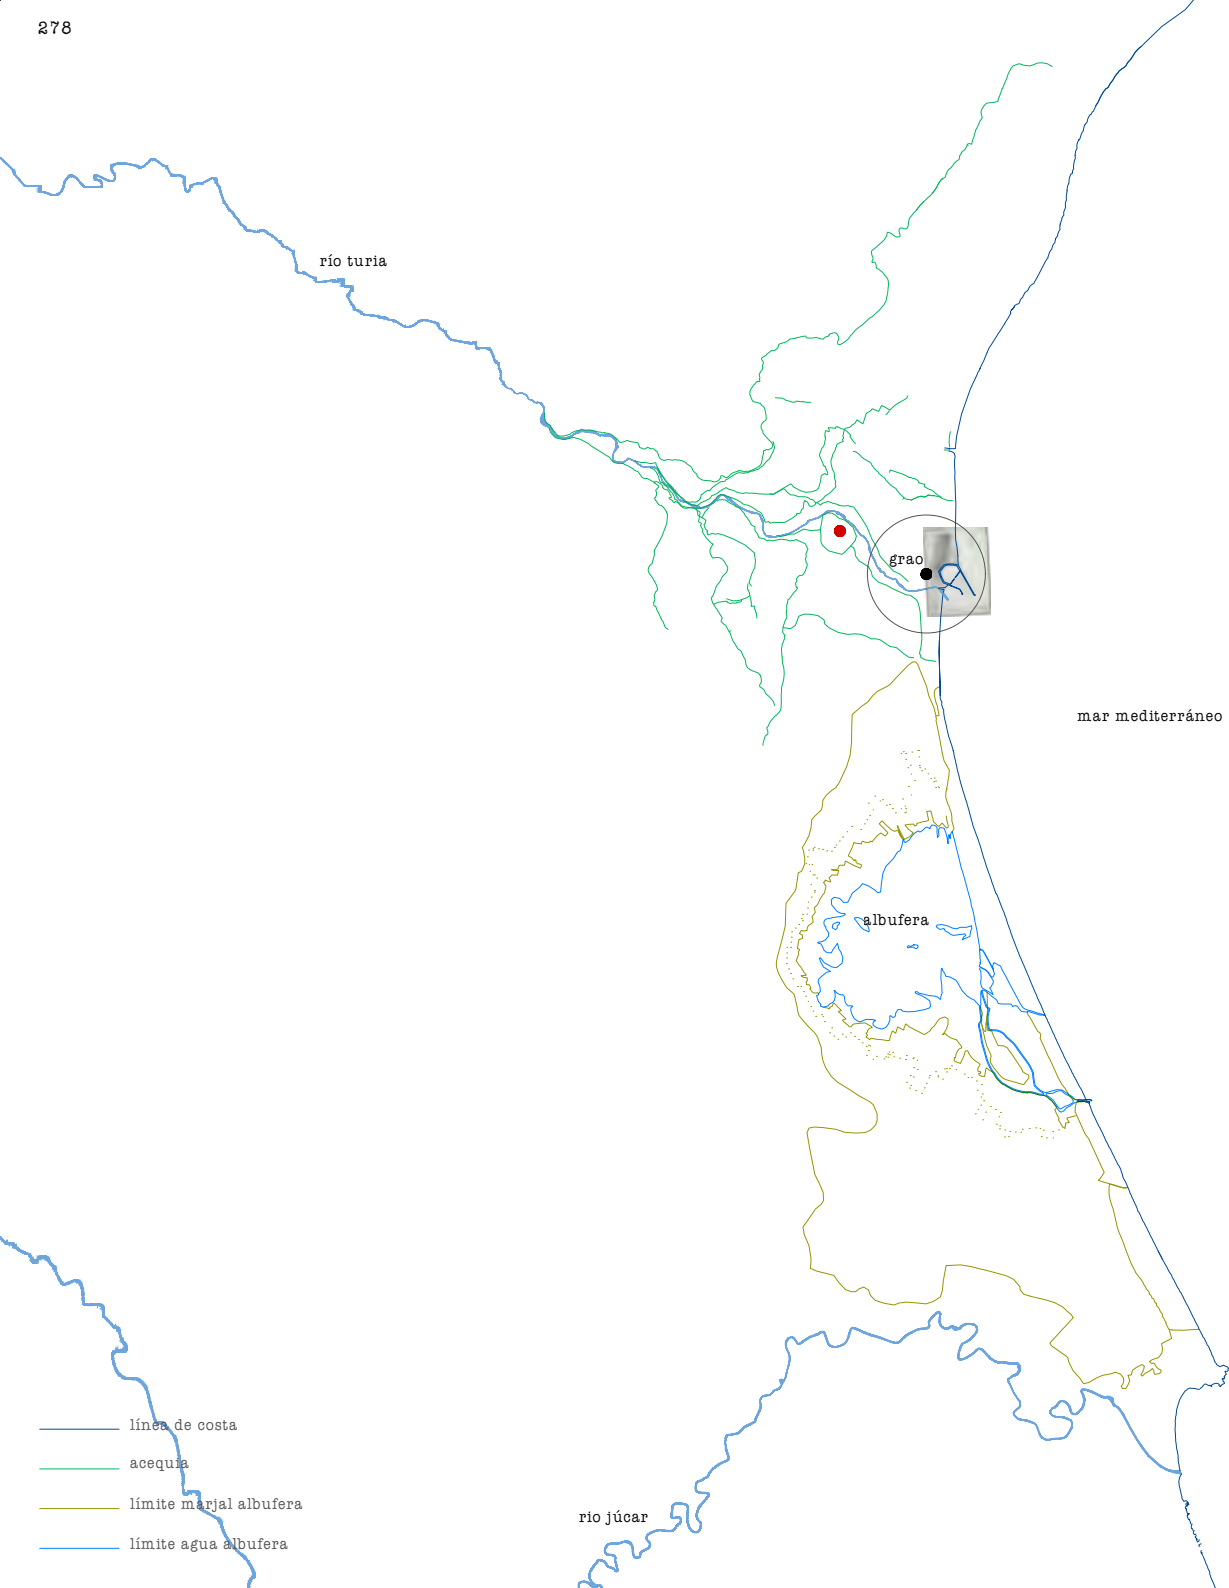 278
río turia
grao
mar mediterráneo
albufera
línea de costa
acequia
límite marjal albufera
límite agua albufera
rio júcar